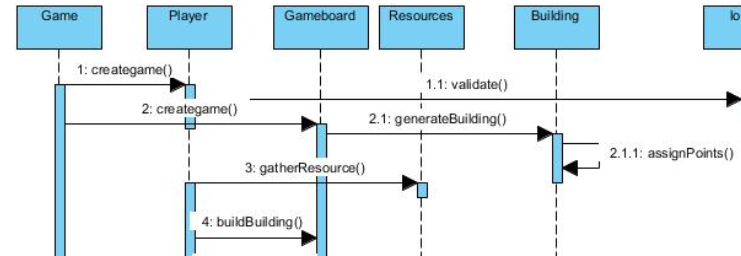 Game
Player
Gameboard
Resources
Building
lo
1: creategame()
1.1: validate()
2: creategame()
2.1: generateBuilding()
2.1.1: assignPoints()
3: gatherResource()
4: buildBuilding()